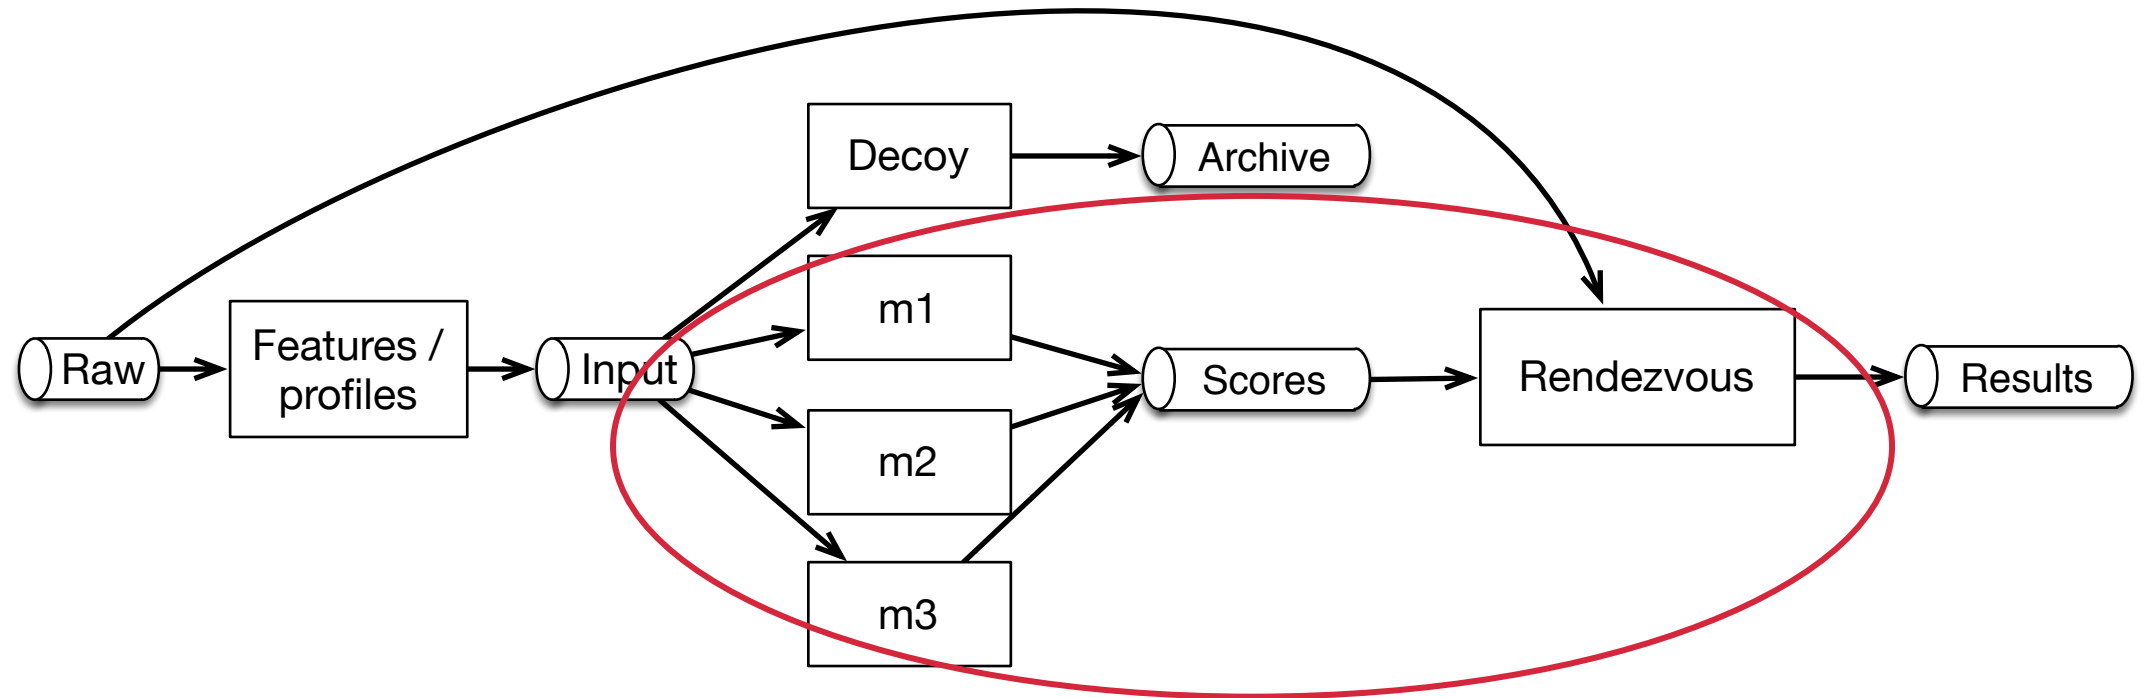 Decoy
Archive
m1
Raw
Features /
profiles
Input
Scores
Rendezvous
Results
m2
m3